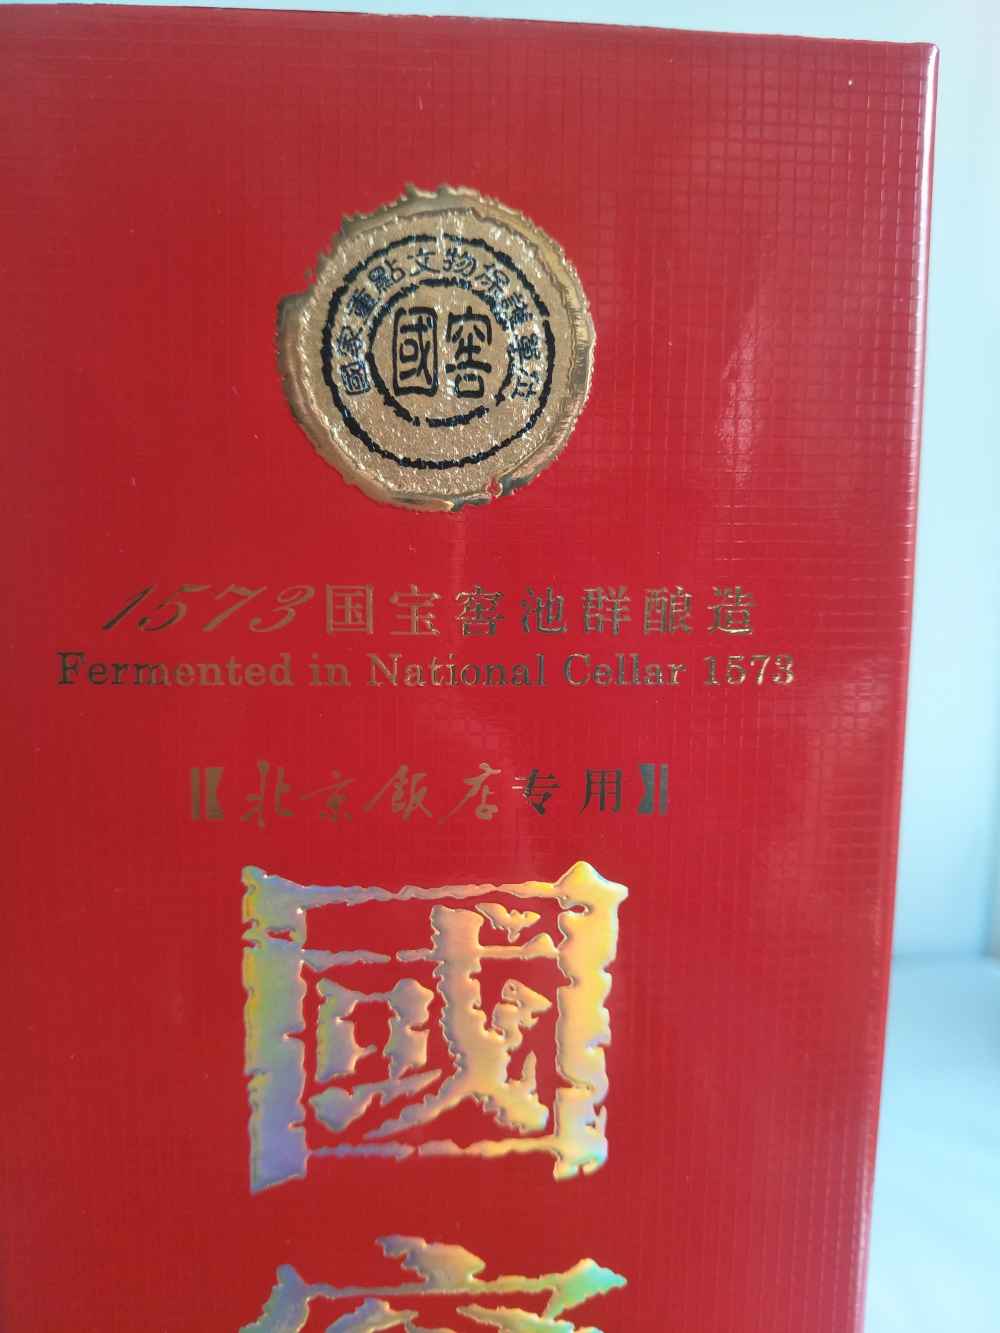 國家重點文物保護單位
國窖
1573国宝窖池群酿造
Fermented in National Cellar 1573
【北京飯店专用】
國
窖